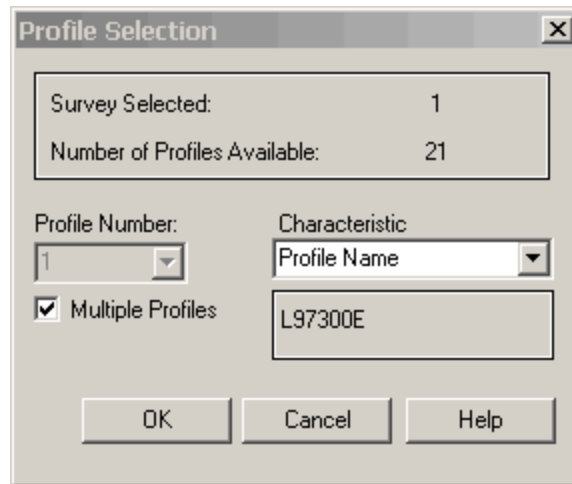 Profile Selection
Survey Selected: 1
Number of Profiles Available: 21
Profile Number: Characteristic
1 Profile Name
Multiple Profiles L97300E
OK Cancel Help